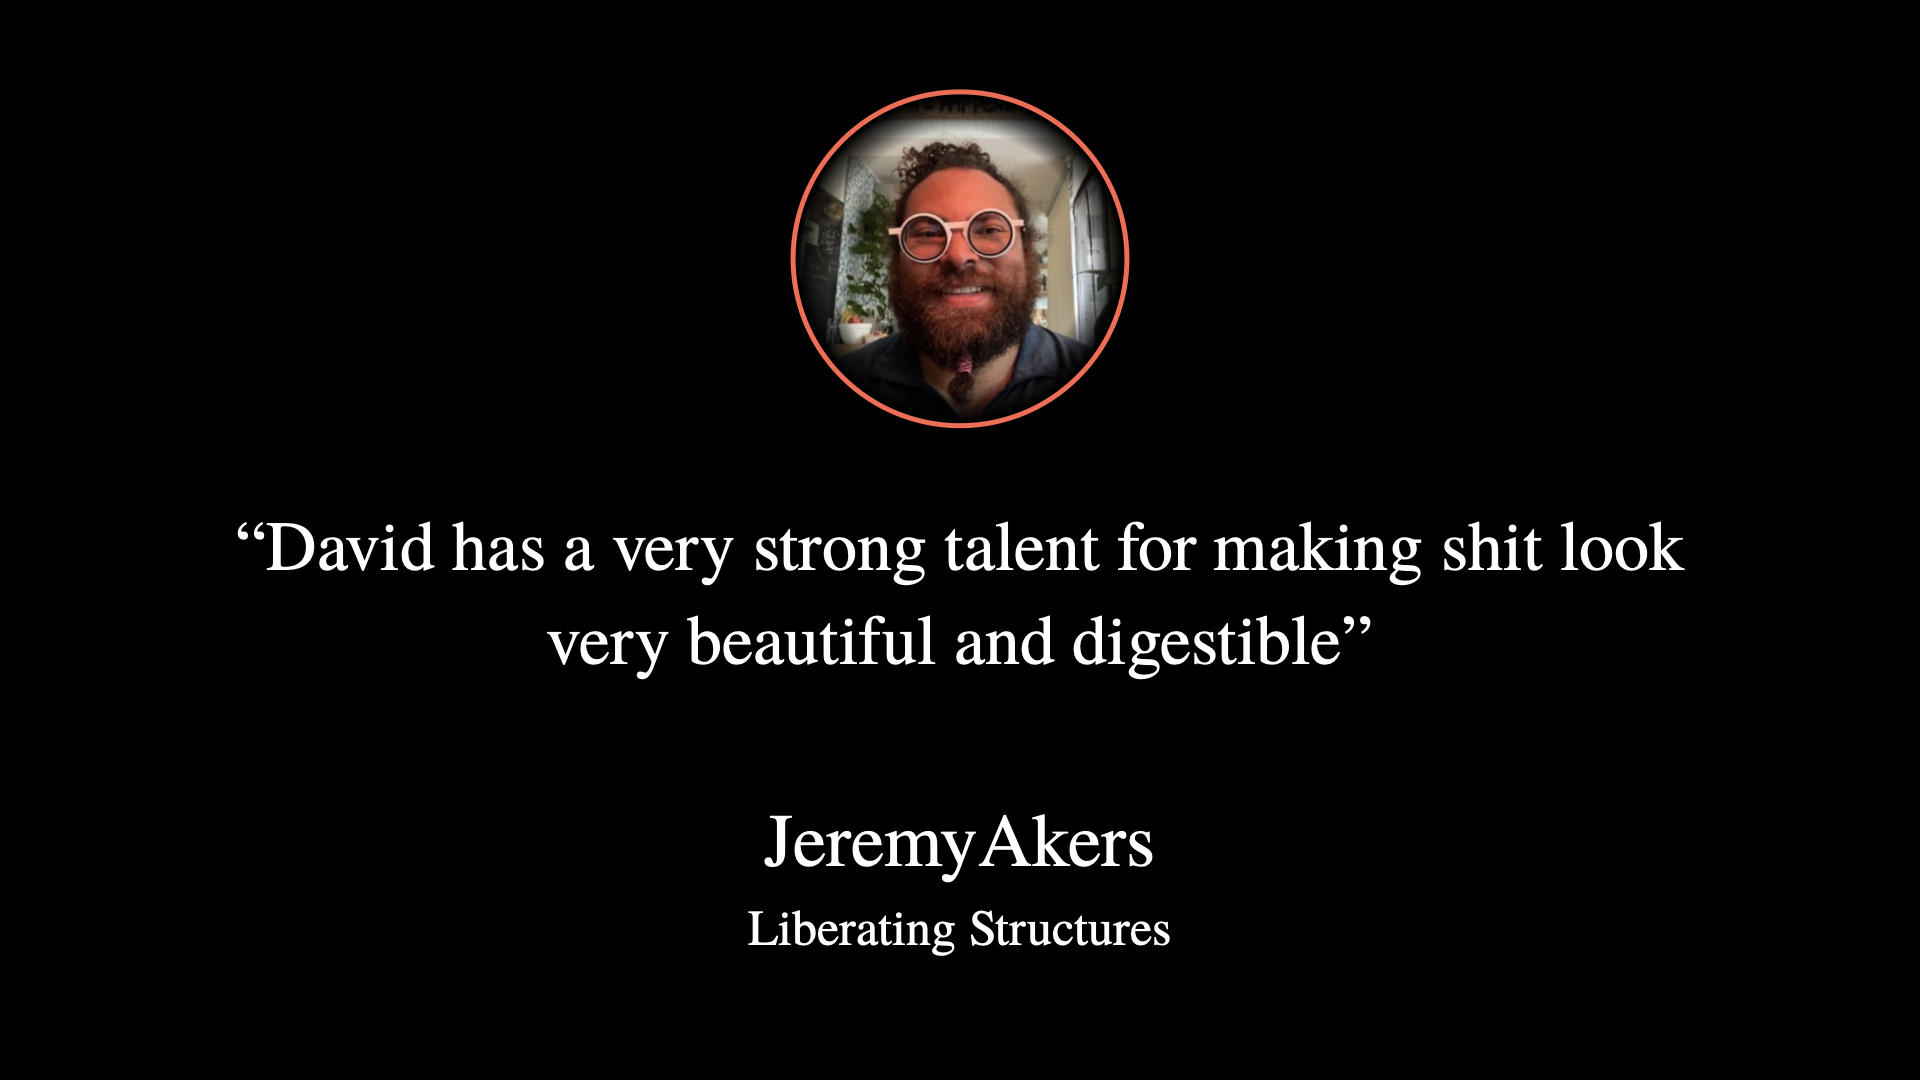 “David has a very strong talent for making shit look
very beautiful and digestible”
Jeremy Akers
Liberating Structures